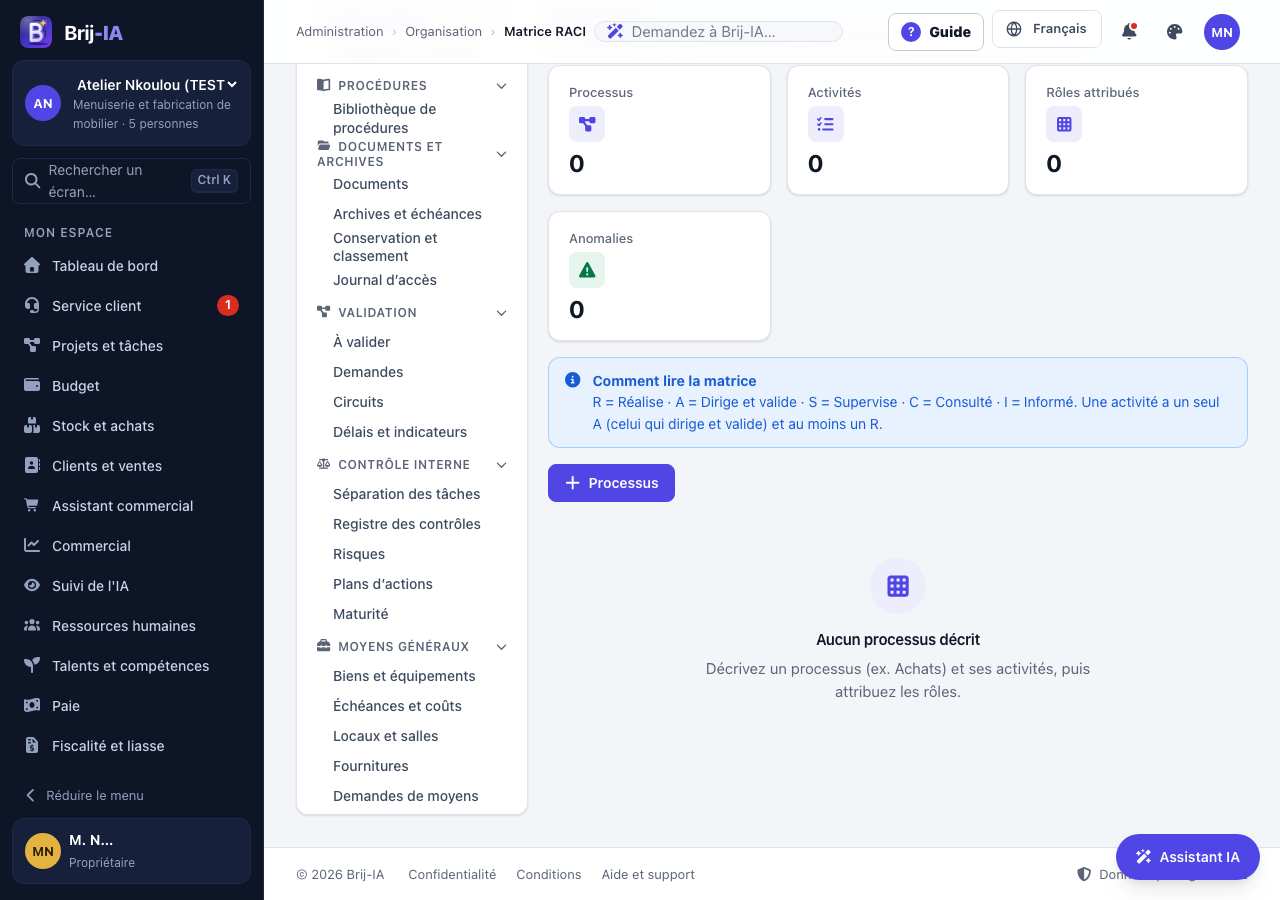 Brij-IA
AN
Atelier Nkoulou (TEST
Menuiserie et fabrication de
mobilier · 5 personnes
Rechercher un
écran...
Ctrl K
MON ESPACE
Tableau de bord
Service client
1
Projets et tâches
Budget
Stock et achats
Clients et ventes
Assistant commercial
Commercial
Suivi de l'IA
Ressources humaines
Talents et compétences
Paie
Fiscalité et liasse
Réduire le menu
MN
M. N...
Propriétaire
Administration › Organisation › Matrice RACI
Demandez à Brij-IA...
? Guide
Français
MN
PROCÉDURES
Bibliothèque de
procédures
DOCUMENTS ET
ARCHIVES
Documents
Archives et échéances
Conservation et
classement
Journal d’accès
VALIDATION
À valider
Demandes
Circuits
Délais et indicateurs
CONTRÔLE INTERNE
Séparation des tâches
Registre des contrôles
Risques
Plans d’actions
Maturité
MOYENS GÉNÉRAUX
Biens et équipements
Échéances et coûts
Locaux et salles
Fournitures
Demandes de moyens
Processus
0
Activités
0
Rôles attribués
0
Anomalies
0
Comment lire la matrice
R = Réalise · A = Dirige et valide · S = Supervise · C = Consulté · I = Informé. Une activité a un seul
A (celui qui dirige et valide) et au moins un R.
Processus
Aucun processus décrit
Décrivez un processus (ex. Achats) et ses activités, puis
attribuez les rôles.
© 2026 Brij-IA
Confidentialité
Conditions
Aide et support
Assistant IA